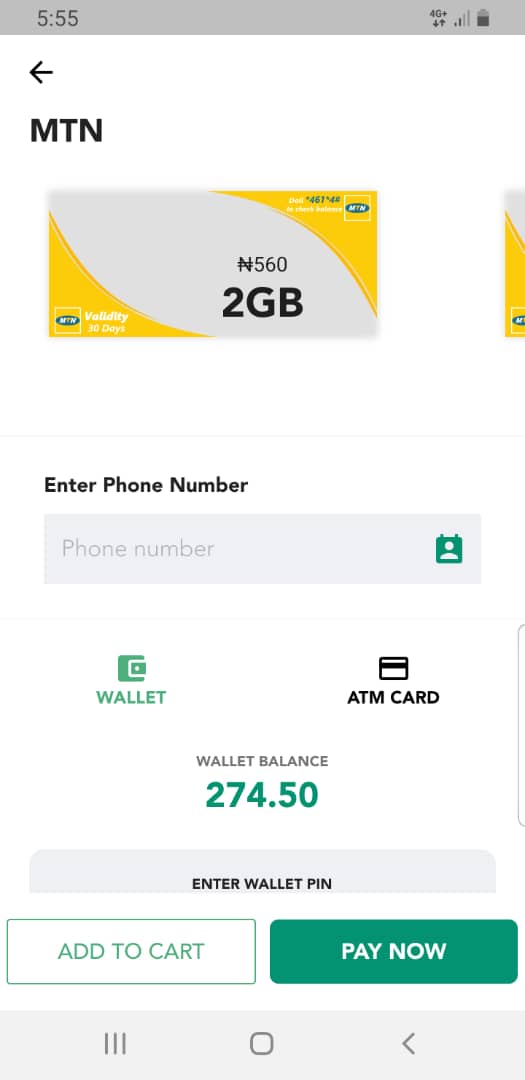 5:55
4G+
MTN
Dail *461*4#
to check balance
MTN
₦560
2GB
MTN
Validity
30 Days
Enter Phone Number
Phone number
WALLET
ATM CARD
WALLET BALANCE
274.50
ENTER WALLET PIN
ADD TO CART
PAY NOW